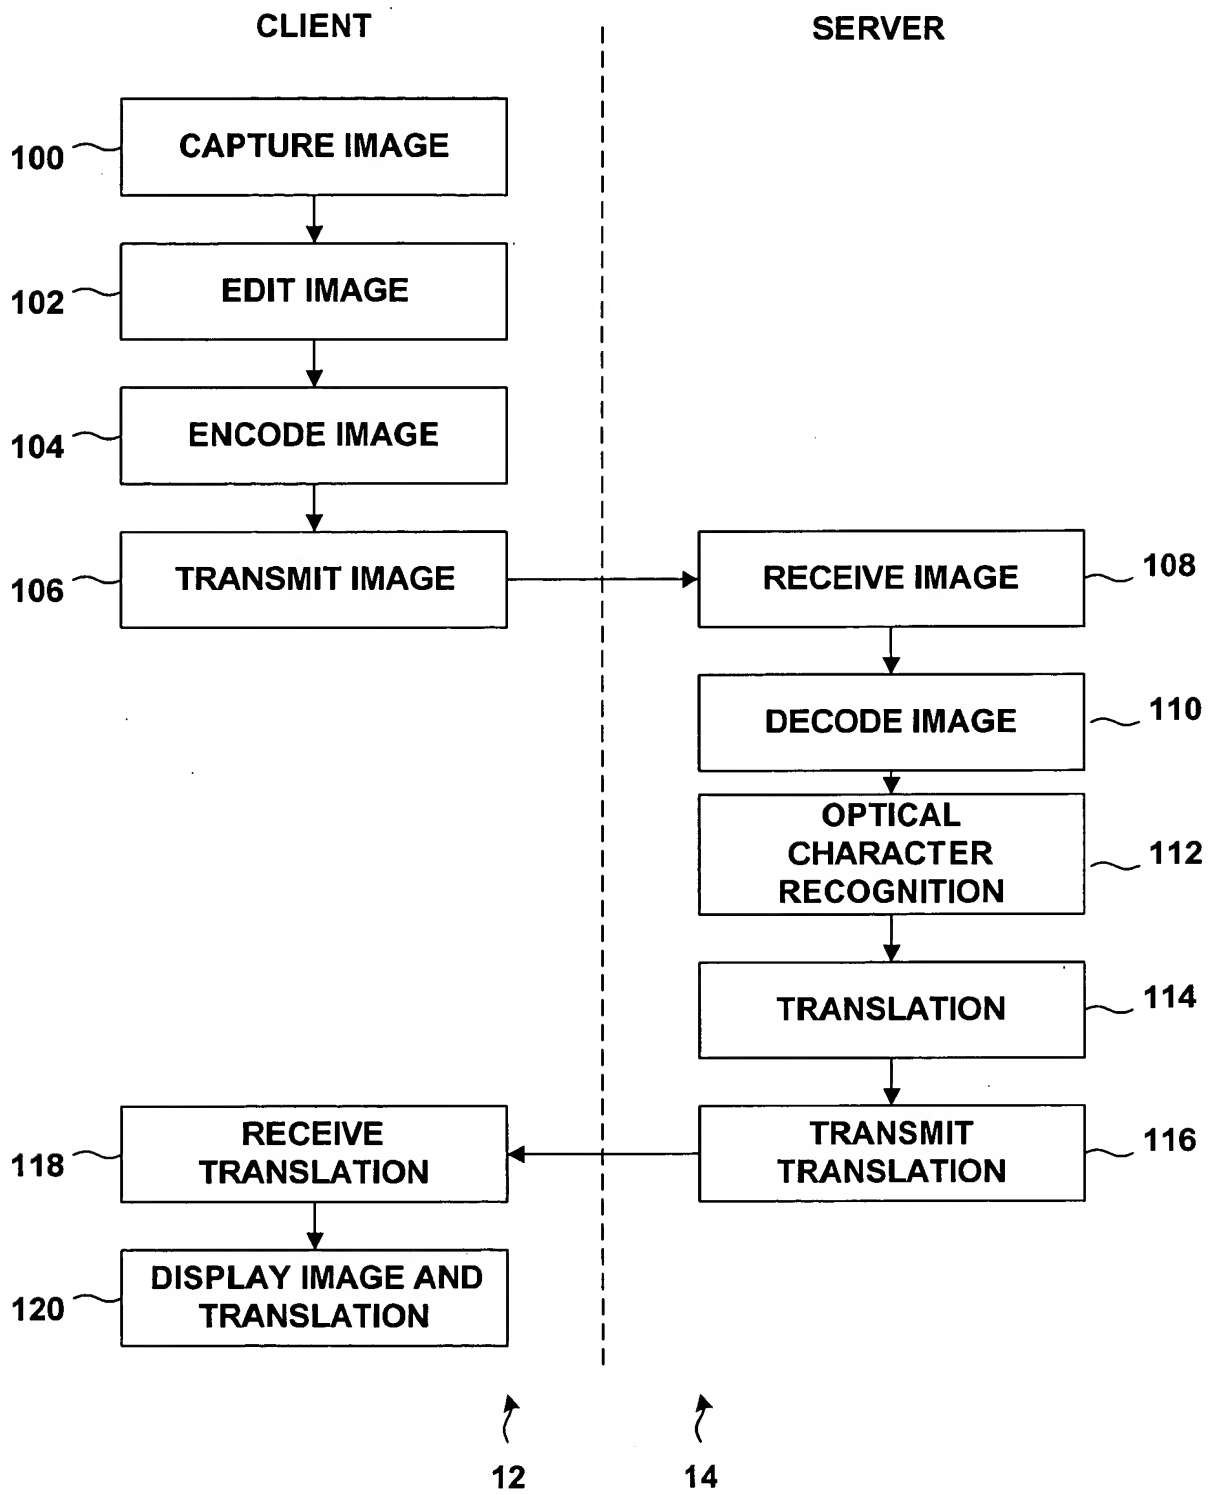 CLIENT
SERVER
100
CAPTURE IMAGE
102
EDIT IMAGE
104
ENCODE IMAGE
106
TRANSMIT IMAGE
RECEIVE IMAGE
108
DECODE IMAGE
110
OPTICAL
CHARACTER
RECOGNITION
112
TRANSLATION
114
TRANSMIT
TRANSLATION
116
118
RECEIVE
TRANSLATION
120
DISPLAY IMAGE AND
TRANSLATION
12
14